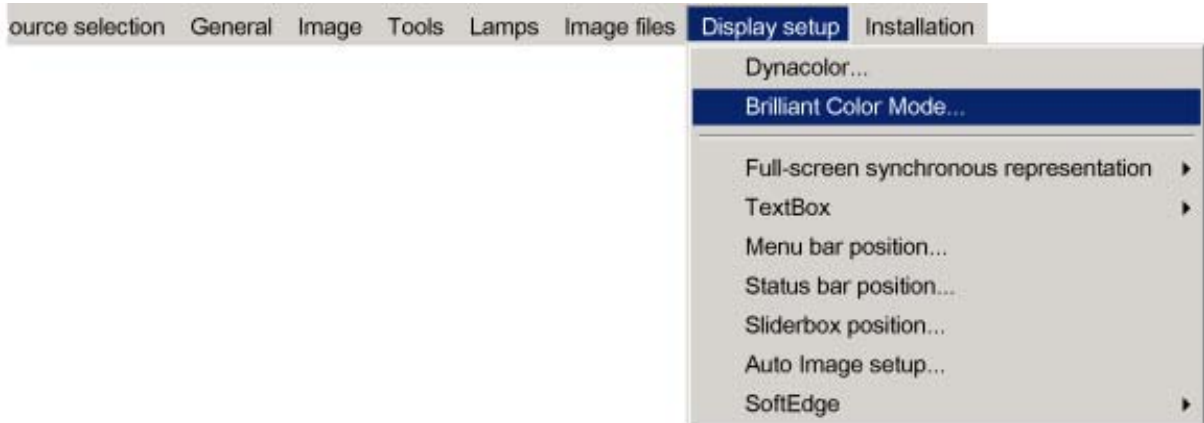 ource selection General Image Tools Lamps Image files Display setup Installation
Dynacolor...
Brilliant Color Mode...
Full-screen synchronous representation
TextBox
Menu bar position...
Status bar position...
Sliderbox position...
Auto Image setup...
SoftEdge